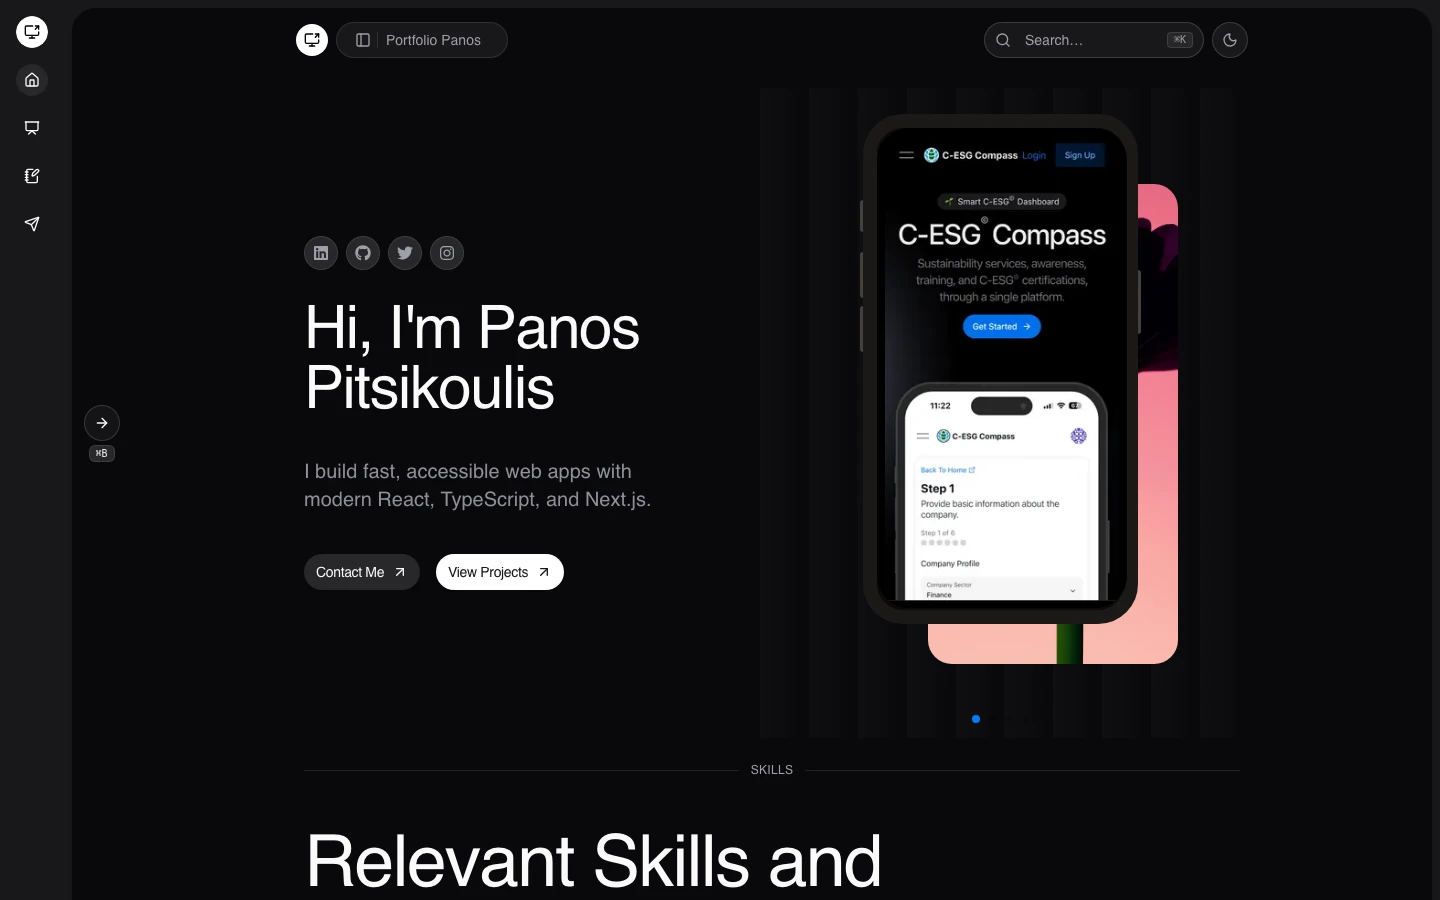 Portfolio Panos
Search...
⌘K
Hi, I'm Panos
Pitsikoulis
I build fast, accessible web apps with
modern React, TypeScript, and Next.js.
Contact Me
View Projects
⌘B
C-ESG Compass
Login
Sign Up
Smart C-ESG© Dashboard
C-ESG© Compass
Sustainability services, awareness,
training, and C-ESG© certifications,
through a single platform.
Get Started
11:22
C-ESG Compass
Back To Home
Step 1
Provide basic information about the
company.
Step 1 of 6
Company Profile
Company Sector
Finance
SKILLS
Relevant Skills and